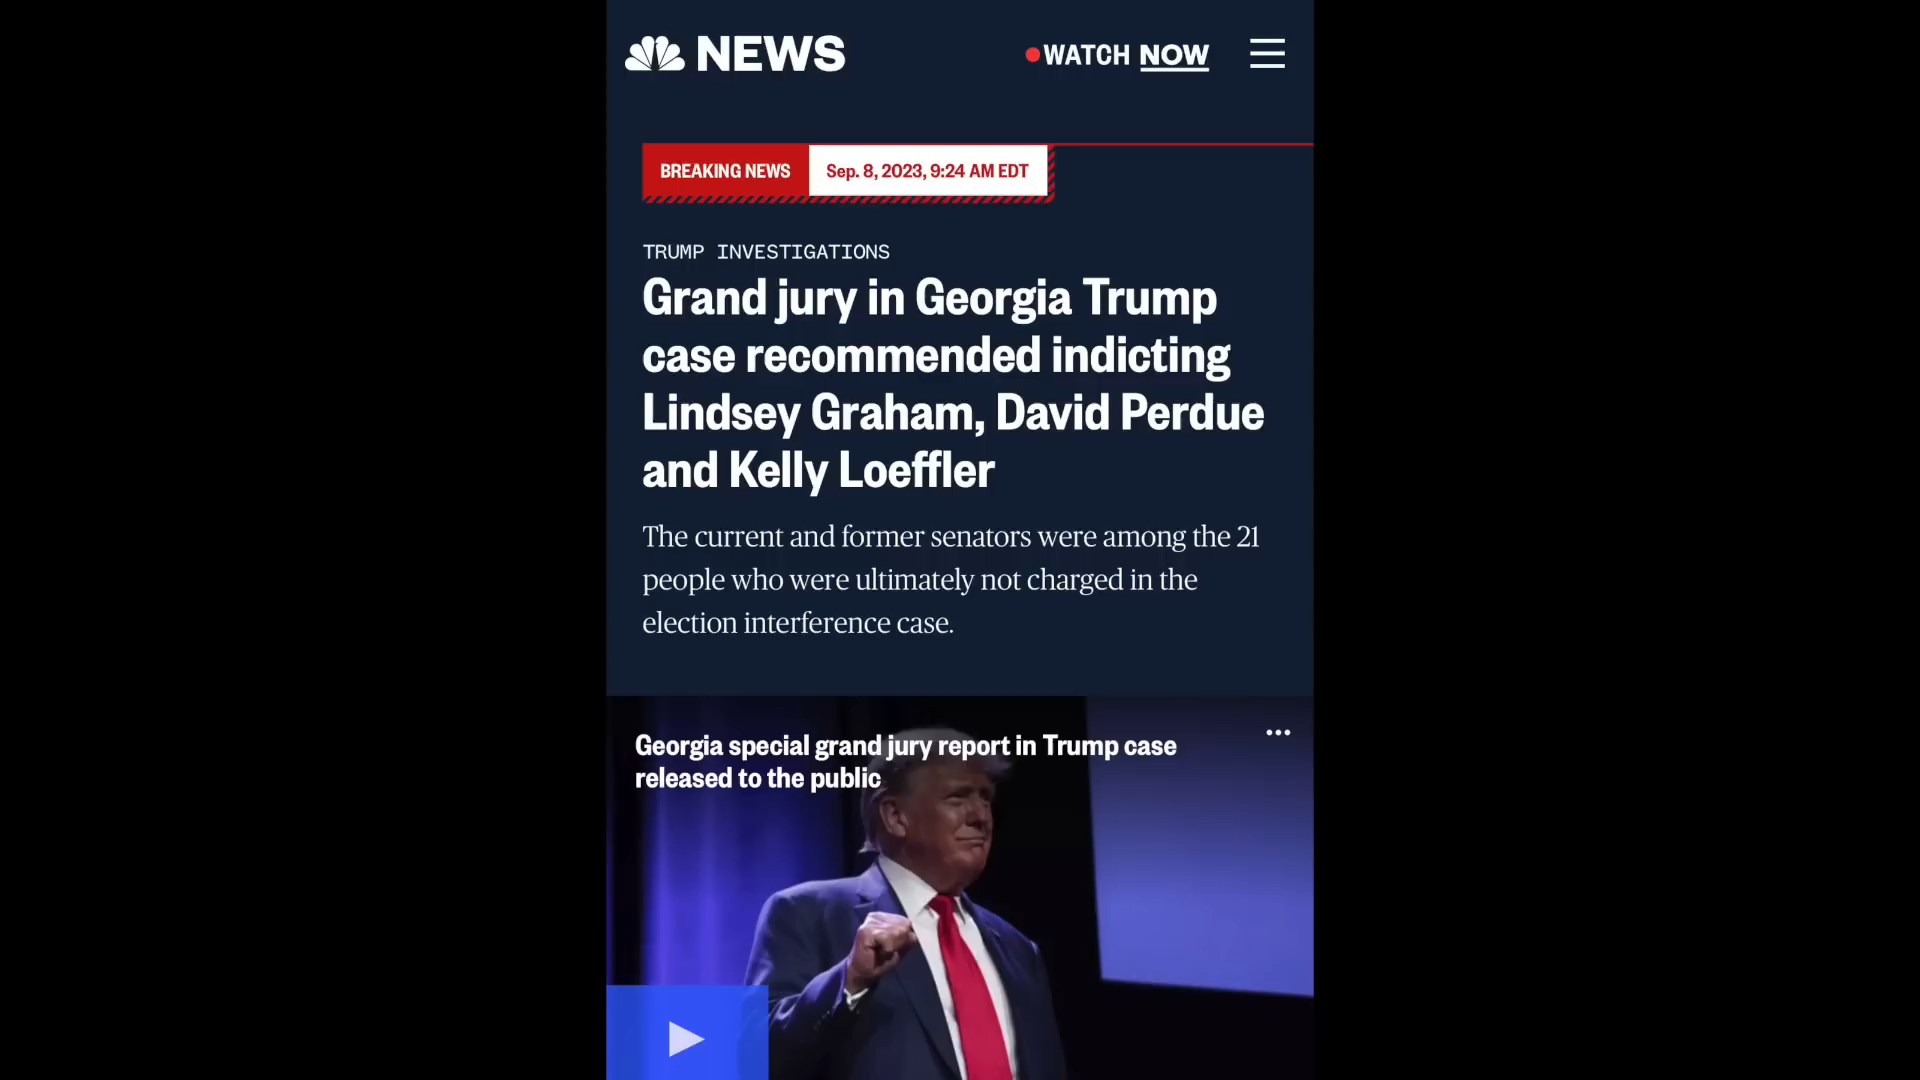 NEWS
WATCH NOW
BREAKING NEWS
Sep. 8, 2023, 9:24 AM EDT
TRUMP INVESTIGATIONS
Grand jury in Georgia Trump
case recommended indicting
Lindsey Graham, David Perdue
and Kelly Loeffler
The current and former senators were among the 21
people who were ultimately not charged in the
election interference case.
Georgia special grand jury report in Trump case
released to the public